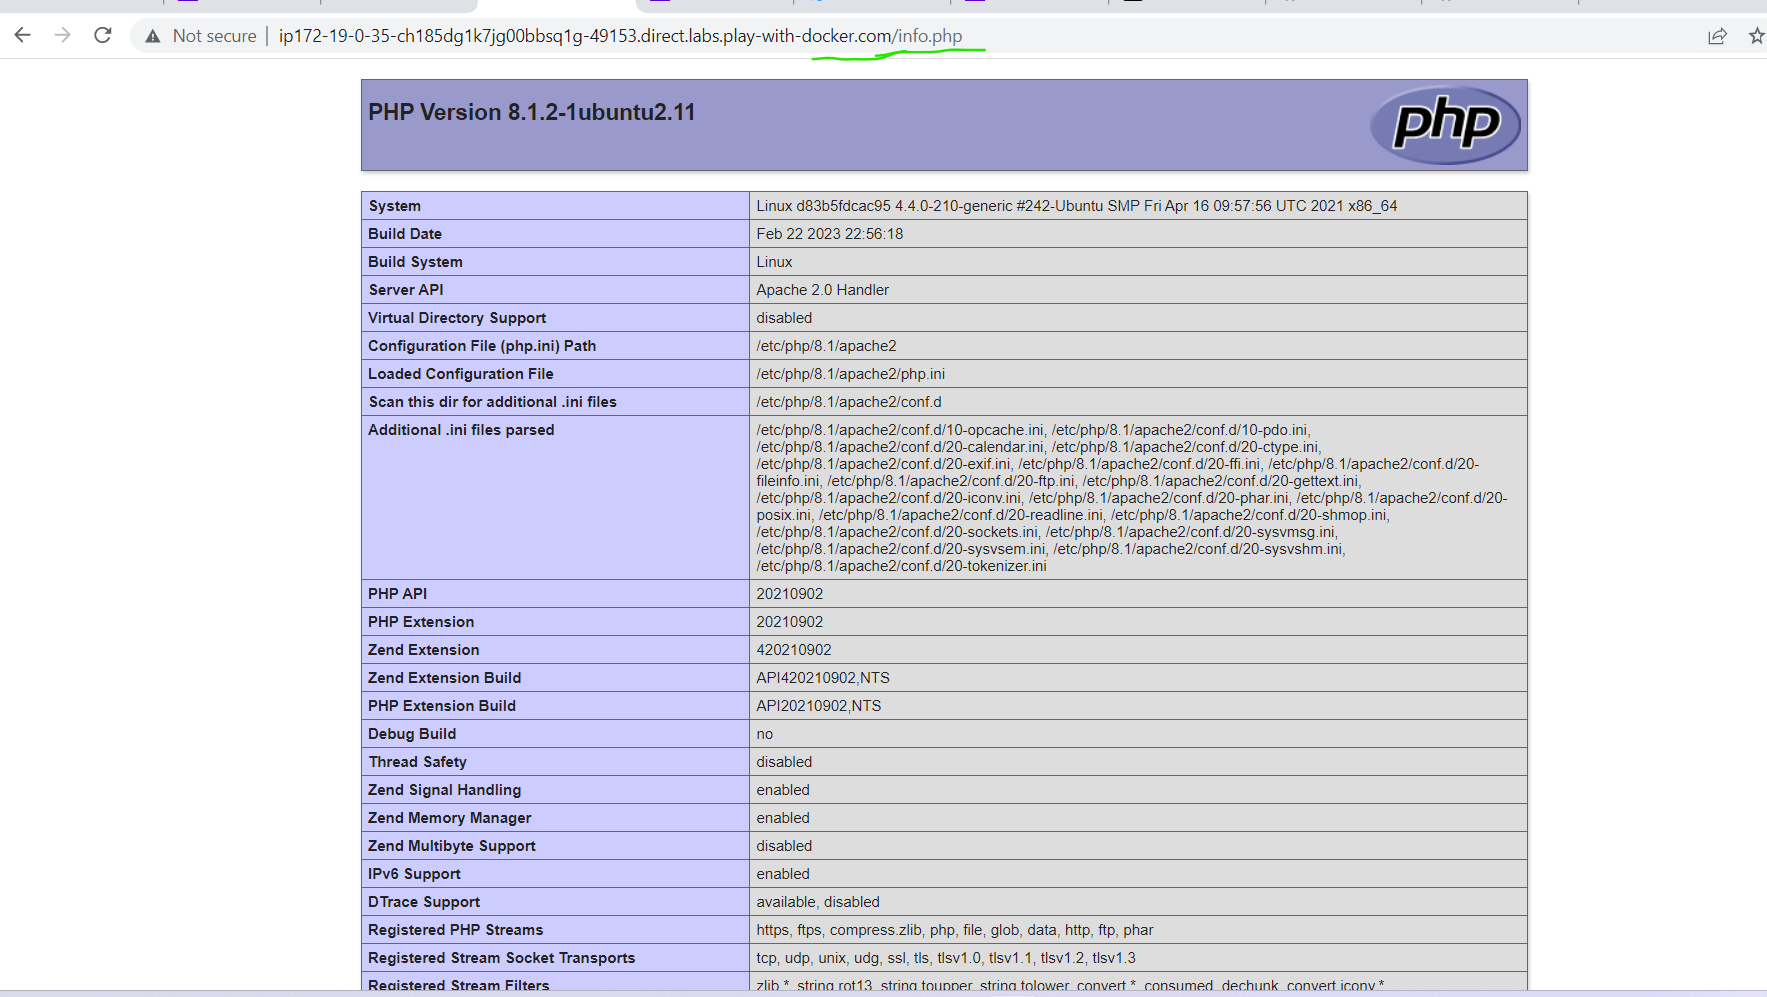 Not secure | ip172-19-0-35-ch185dg1k7jg00bbsq1g-49153.direct.labs.play-with-docker.com/info.php
PHP Version 8.1.2-1ubuntu2.11
php
System Linux d83b5fdcac95 4.4.0-210-generic #242-Ubuntu SMP Fri Apr 16 09:57:56 UTC 2021 x86_64
Build Date Feb 22 2023 22:56:18
Build System Linux
Server API Apache 2.0 Handler
Virtual Directory Support disabled
Configuration File (php.ini) Path /etc/php/8.1/apache2
Loaded Configuration File /etc/php/8.1/apache2/php.ini
Scan this dir for additional .ini files /etc/php/8.1/apache2/conf.d
Additional .ini files parsed /etc/php/8.1/apache2/conf.d/10-opcache.ini, /etc/php/8.1/apache2/conf.d/10-pdo.ini,
/etc/php/8.1/apache2/conf.d/20-calendar.ini, /etc/php/8.1/apache2/conf.d/20-ctype.ini,
/etc/php/8.1/apache2/conf.d/20-exif.ini, /etc/php/8.1/apache2/conf.d/20-ffi.ini, /etc/php/8.1/apache2/conf.d/20-
fileinfo.ini, /etc/php/8.1/apache2/conf.d/20-ftp.ini, /etc/php/8.1/apache2/conf.d/20-gettext.ini,
/etc/php/8.1/apache2/conf.d/20-iconv.ini, /etc/php/8.1/apache2/conf.d/20-phar.ini, /etc/php/8.1/apache2/conf.d/20-
posix.ini, /etc/php/8.1/apache2/conf.d/20-readline.ini, /etc/php/8.1/apache2/conf.d/20-shmop.ini,
/etc/php/8.1/apache2/conf.d/20-sockets.ini, /etc/php/8.1/apache2/conf.d/20-sysvmsg.ini,
/etc/php/8.1/apache2/conf.d/20-sysvsem.ini, /etc/php/8.1/apache2/conf.d/20-sysvshm.ini,
/etc/php/8.1/apache2/conf.d/20-tokenizer.ini
PHP API 20210902
PHP Extension 20210902
Zend Extension 420210902
Zend Extension Build API420210902,NTS
PHP Extension Build API20210902,NTS
Debug Build no
Thread Safety disabled
Zend Signal Handling enabled
Zend Memory Manager enabled
Zend Multibyte Support disabled
IPv6 Support enabled
DTrace Support available, disabled
Registered PHP Streams https, ftps, compress.zlib, php, file, glob, data, http, ftp, phar
Registered Stream Socket Transports tcp, udp, unix, udg, ssl, tls, tlsv1.0, tlsv1.1, tlsv1.2, tlsv1.3
Registered Stream Filters zlib.*, string.rot13, string.toupper, string.tolower, convert.*, consumed, dechunk, convert.iconv.*